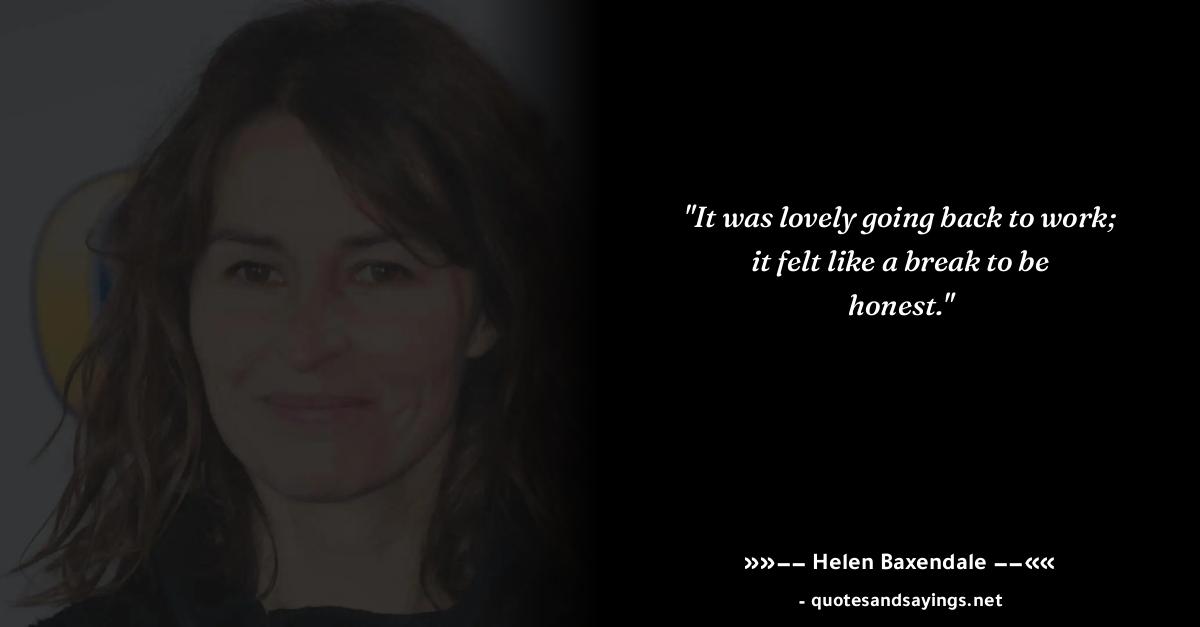 "It was lovely going back to work;
it felt like a break to be
honest."
»»−− Helen Baxendale −−««
- quotesandsayings.net